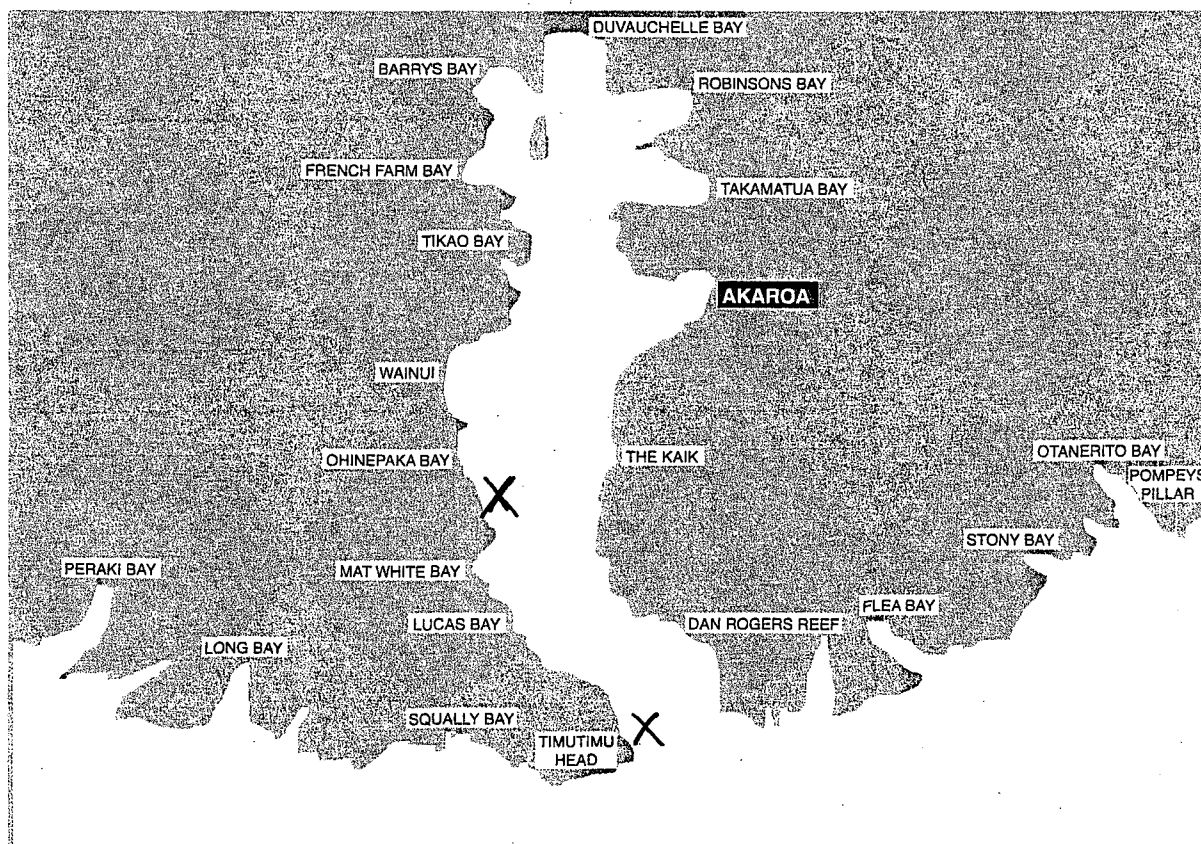 DUVAUCHELLE BAY
BARRYS BAY
ROBINSONS BAY
FRENCH FARM BAY
TAKAMATUA BAY
TIKAO BAY
AKAROA
WAINUI
OHINEPAKA BAY
THE KAIK
OTANERITO BAY
POMPEYS
PILLAR
X
STONY BAY
PERAKI BAY
MAT WHITE BAY
FLEA BAY
LUCAS BAY
DAN ROGERS REEF
LONG BAY
SQUALLY BAY
X
TIMUTIMU
HEAD